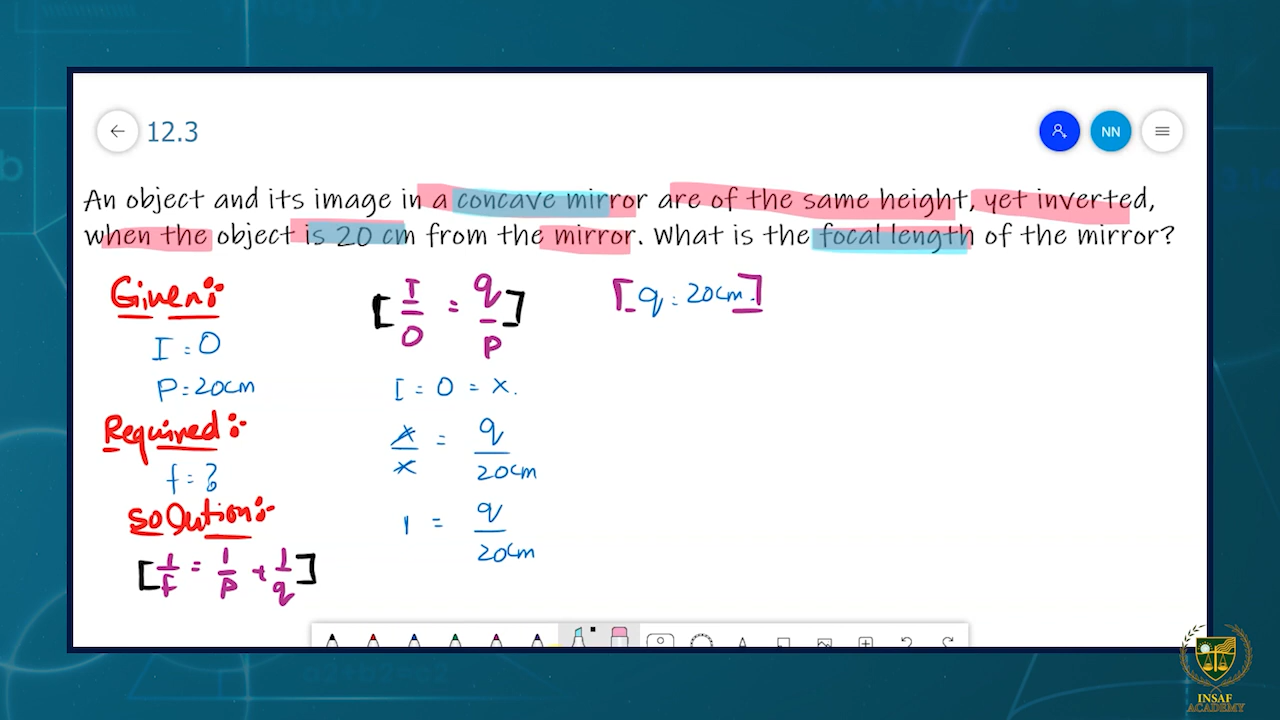 12.3
NN
An object and its image in a concave mirror are of the same height, yet inverted,
when the object is 20 cm from the mirror. What is the focal length of the mirror?
Given:-
I = O
P = 20cm
Required:-
f = ?
Solution:-
[1/f = 1/p + 1/q]
[I/O = q/p]
I = O = x.
x/x = q/20cm
1 = q/20cm
[q = 20cm.]
INSAF
ACADEMY